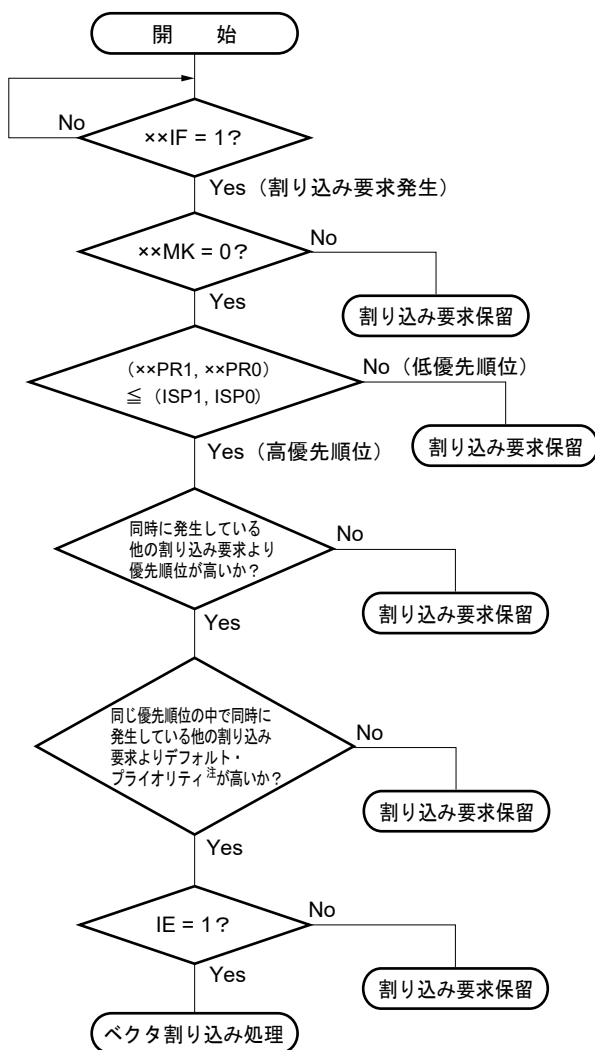 開 始
No
××IF = 1?
Yes（割り込み要求発生）
××MK = 0?
No
Yes
割り込み要求保留
（××PR1, ××PR0）
≦（ISP1, ISP0）
No（低優先順位）
Yes（高優先順位）
割り込み要求保留
同時に発生している
他の割り込み要求より
優先順位が高いか？
No
Yes
割り込み要求保留
同じ優先順位の中で同時に
発生している他の割り込み
要求よりデフォルト・
プライオリティ注が高いか？
No
Yes
割り込み要求保留
IE = 1?
No
Yes
割り込み要求保留
ベクタ割り込み処理